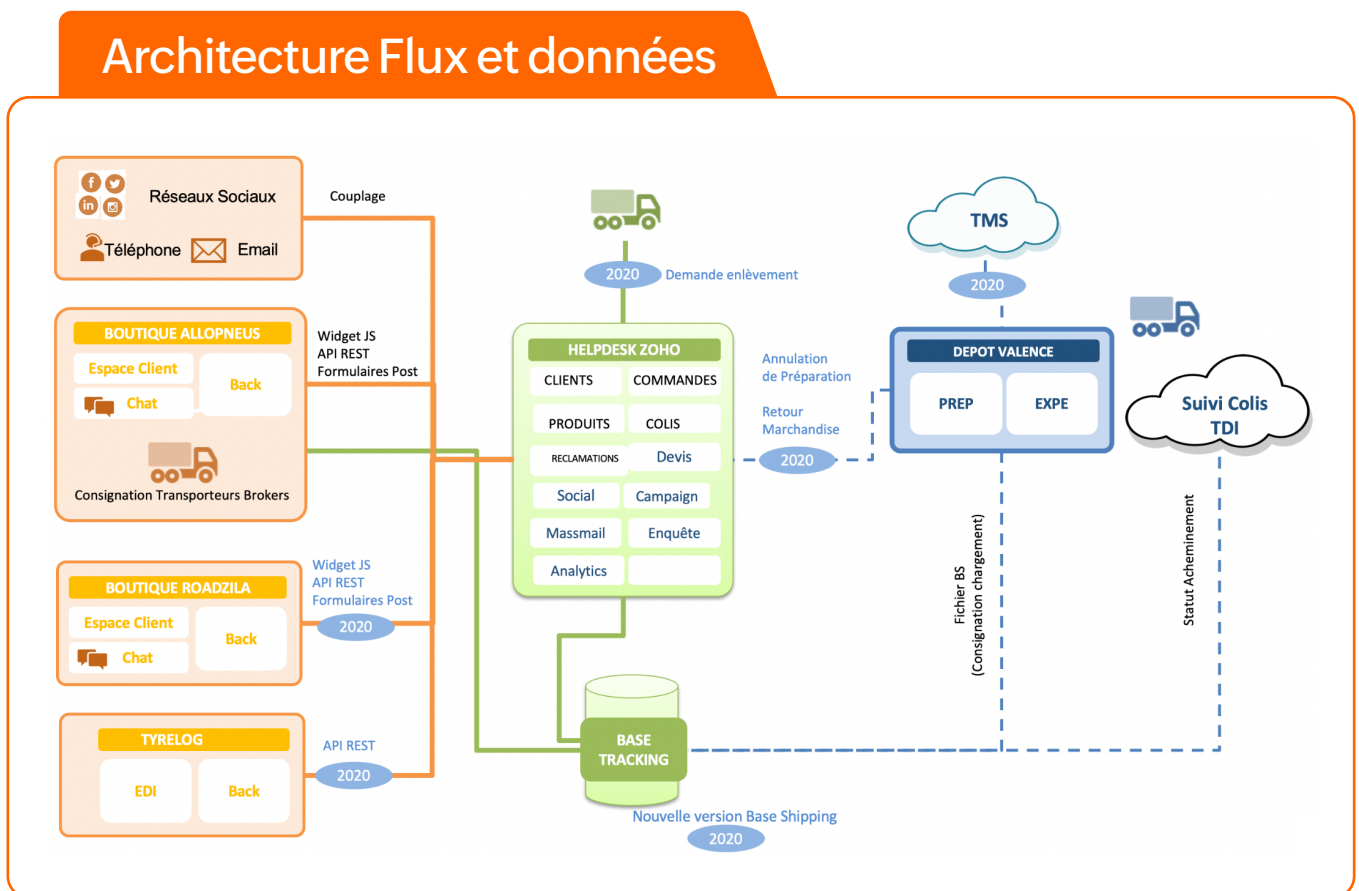 Architecture Flux et données
Réseaux Sociaux
Téléphone
Email
Couplage
BOUTIQUE ALLOPNEUS
Espace Client
Chat
Back
Consignation Transporteurs Brokers
Widget JS
API REST
Formulaires Post
BOUTIQUE ROADZILA
Espace Client
Chat
Back
Widget JS
API REST
Formulaires Post
2020
TYRELOG
EDI
Back
API REST
2020
2020
Demande enlèvement
HELPDESK ZOHO
CLIENTS
COMMANDES
PRODUITS
COLIS
RECLAMATIONS
Devis
Social
Campaign
Massmail
Enquête
Analytics
BASE
TRACKING
Nouvelle version Base Shipping
2020
Annulation
de Préparation
Retour
Marchandise
2020
TMS
2020
DEPOT VALENCE
PREP
EXPE
Suivi Colis
TDI
Fichier BS
(Consignation chargement)
Statut Acheminement